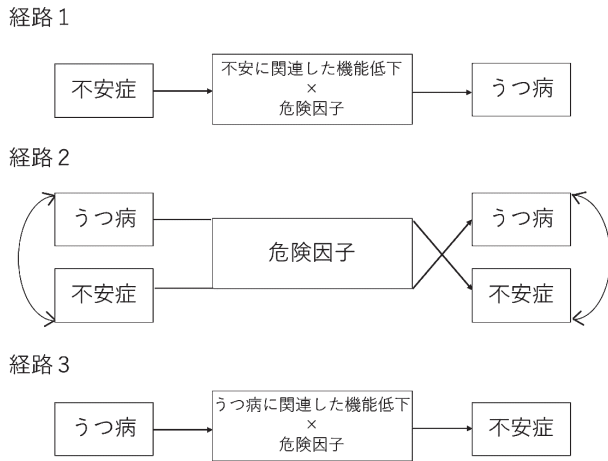 経路1
不安症
不安に関連した機能低下
×
危険因子
うつ病
経路2
うつ病
不安症
危険因子
うつ病
不安症
経路3
うつ病
うつ病に関連した機能低下
×
危険因子
不安症